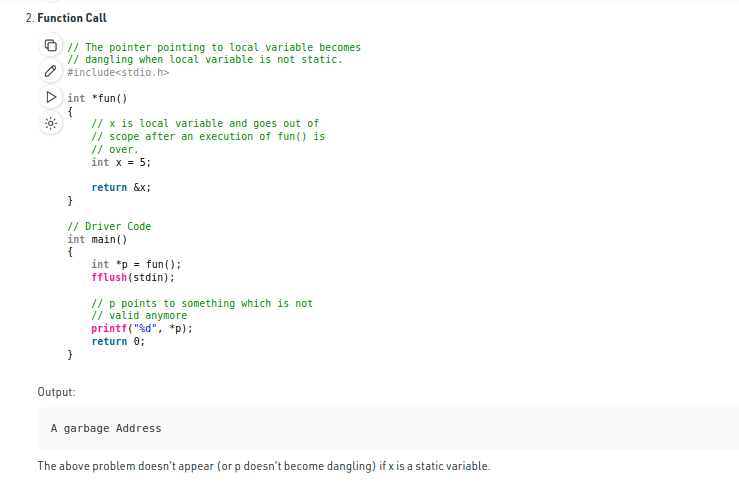 2. Function Call
// The pointer pointing to local variable becomes
// dangling when local variable is not static.
#include<stdio.h>
int *fun()
{
// x is local variable and goes out of
// scope after an execution of fun() is
// over.
int x = 5;
return &x;
}
// Driver Code
int main()
{
int *p = fun();
fflush(stdin);
// p points to something which is not
// valid anymore
printf("%d", *p);
return 0;
}
Output:
A garbage Address
The above problem doesn't appear (or p doesn't become dangling) if x is a static variable.